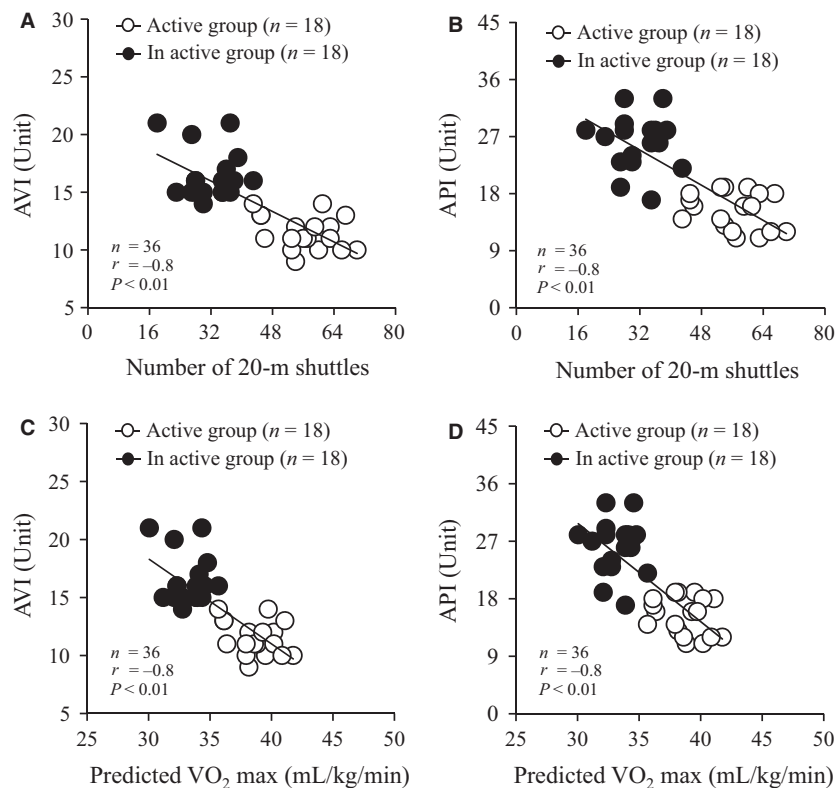 A
30
25
20
15
10
5
AVI (Unit)
Active group (n = 18)
In active group (n = 18)
n = 36
r = –0.8
P < 0.01
0 16 32 48 64 80
Number of 20-m shuttles
B
45
36
27
18
9
0
API (Unit)
Active group (n = 18)
In active group (n = 18)
n = 36
r = –0.8
P < 0.01
0 16 32 48 64 80
Number of 20-m shuttles
C
30
25
20
15
10
5
AVI (Unit)
Active group (n = 18)
In active group (n = 18)
n = 36
r = –0.8
P < 0.01
25 30 35 40 45 50
Predicted VO₂ max (mL/kg/min)
D
45
36
27
18
9
0
API (Unit)
Active group (n = 18)
In active group (n = 18)
n = 36
r = –0.8
P < 0.01
25 30 35 40 45 50
Predicted VO₂ max (mL/kg/min)